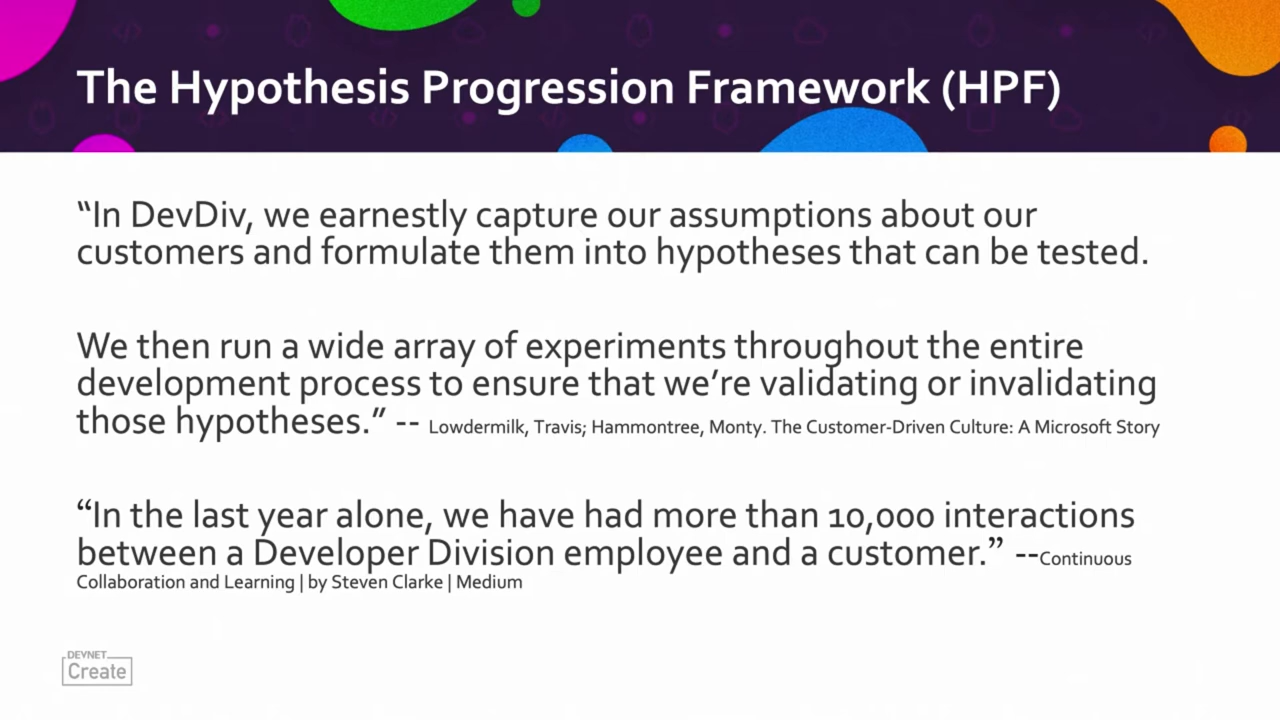 The Hypothesis Progression Framework (HPF)
“In DevDiv, we earnestly capture our assumptions about our
customers and formulate them into hypotheses that can be tested.
We then run a wide array of experiments throughout the entire
development process to ensure that we’re validating or invalidating
those hypotheses.” -- Lowdermilk, Travis; Hammontree, Monty. The Customer-Driven Culture: A Microsoft Story
“In the last year alone, we have had more than 10,000 interactions
between a Developer Division employee and a customer.” --Continuous
Collaboration and Learning | by Steven Clarke | Medium
DEVNET
Create